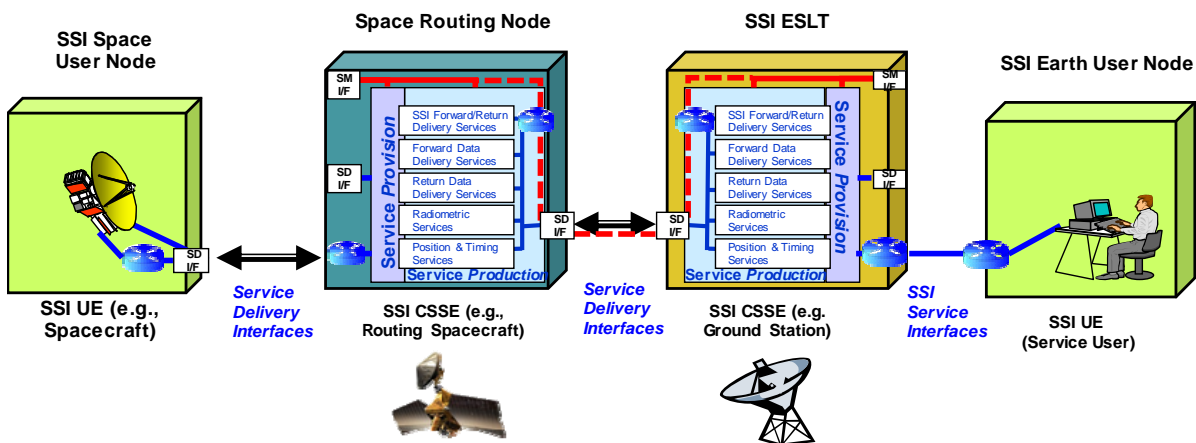 SSI Space
User Node
SD
I/F
SSI UE (e.g.,
Spacecraft)
Service
Delivery
Interfaces
Space Routing Node
SM
I/F
SD
I/F
Service Provision
SSI Forward/Return
Delivery Services
Forward Data
Delivery Services
Return Data
Delivery Services
Radiometric
Services
Position & Timing
Services
Service Production
SD
I/F
SSI CSSE (e.g.,
Routing Spacecraft)
Service
Delivery
Interfaces
SSI ESLT
SM
I/F
SD
I/F
SD
I/F
SSI Forward/Return
Delivery Services
Forward Data
Delivery Services
Return Data
Delivery Services
Radiometric
Services
Position & Timing
Services
Service Production
Service Provision
SSI CSSE (e.g.
Ground Station)
SSI
Service
Interfaces
SSI Earth User Node
SSI UE
(Service User)